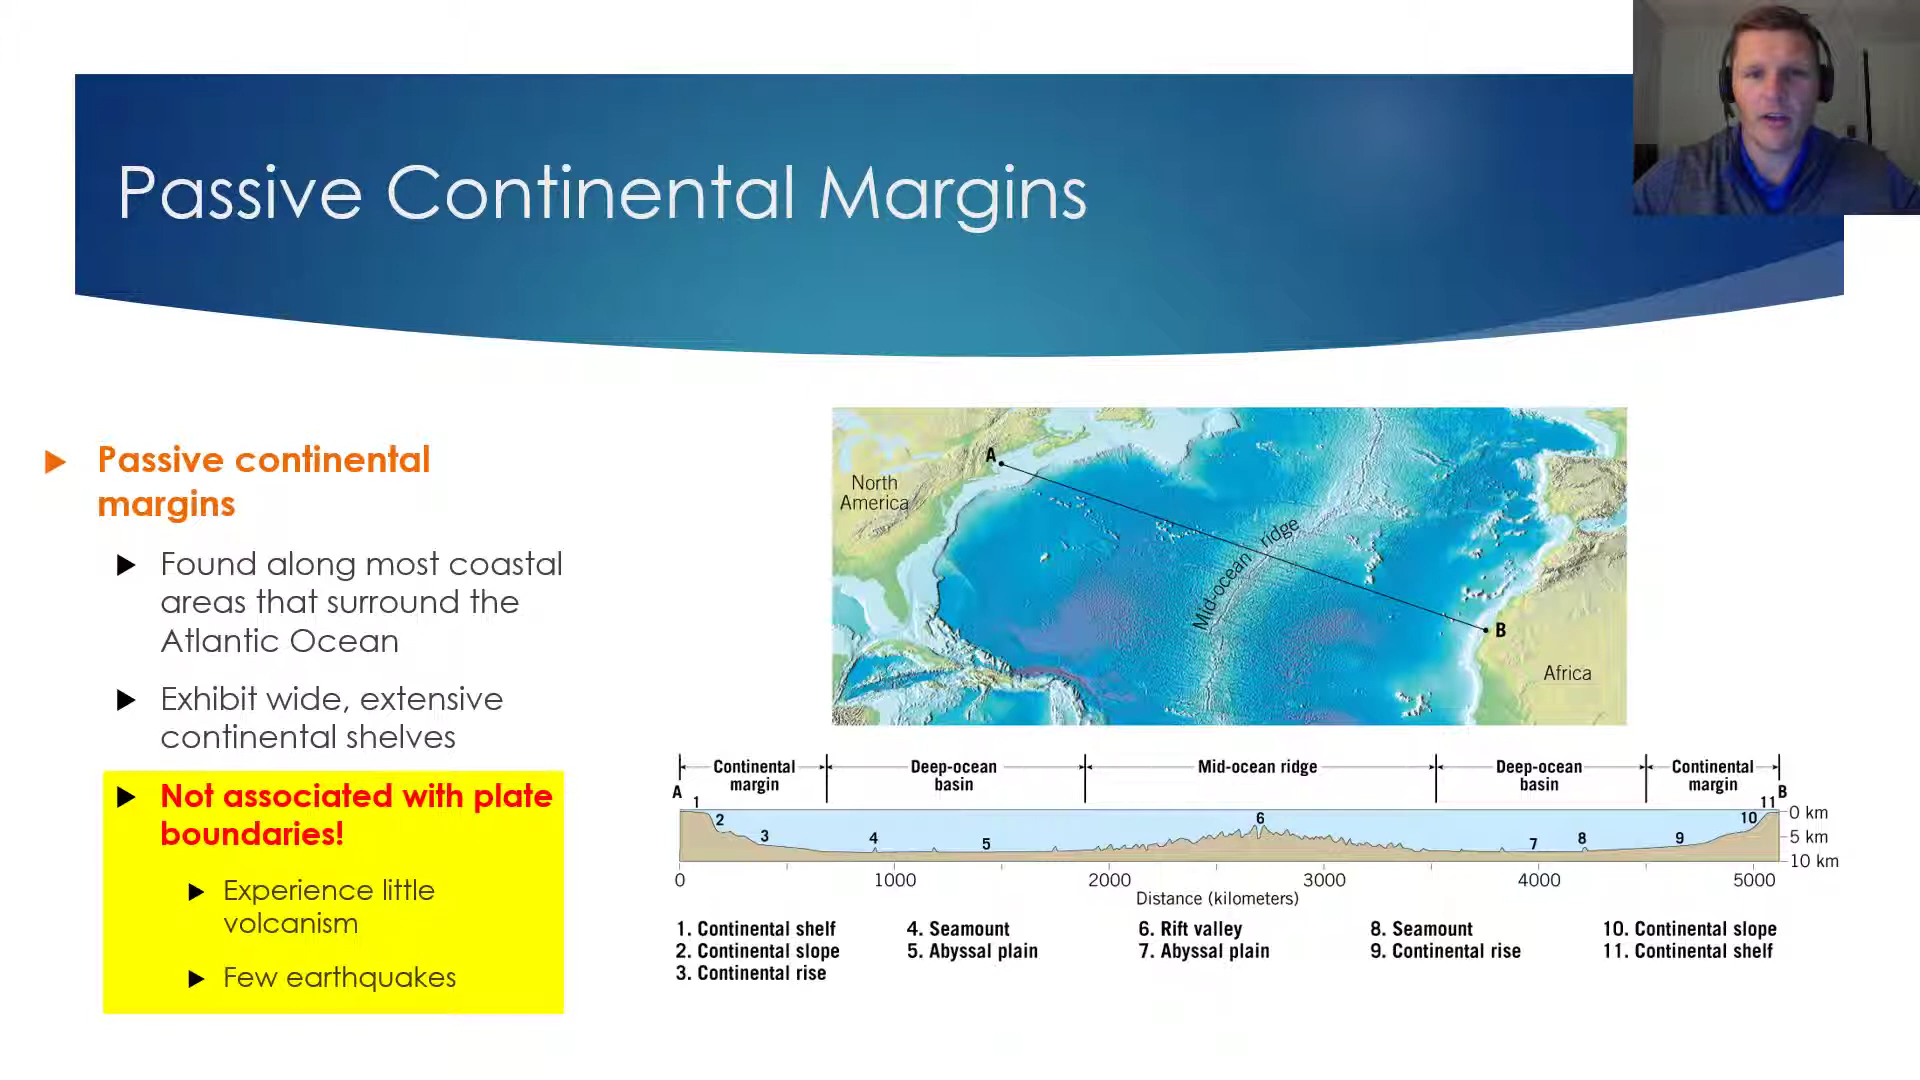 Passive Continental Margins
Passive continental
margins
Found along most coastal
areas that surround the
Atlantic Ocean
Exhibit wide, extensive
continental shelves
Not associated with plate
boundaries!
Experience little
volcanism
Few earthquakes
A
North
America
Mid-ocean ridge
B
Africa
Continental
margin
Deep-ocean
basin
Mid-ocean ridge
Deep-ocean
basin
Continental
margin
A
B
1
2
3
4
5
6
7
8
9
10
11
0 km
5 km
10 km
0 1000 2000 3000 4000 5000
Distance (kilometers)
1. Continental shelf
2. Continental slope
3. Continental rise
4. Seamount
5. Abyssal plain
6. Rift valley
7. Abyssal plain
8. Seamount
9. Continental rise
10. Continental slope
11. Continental shelf